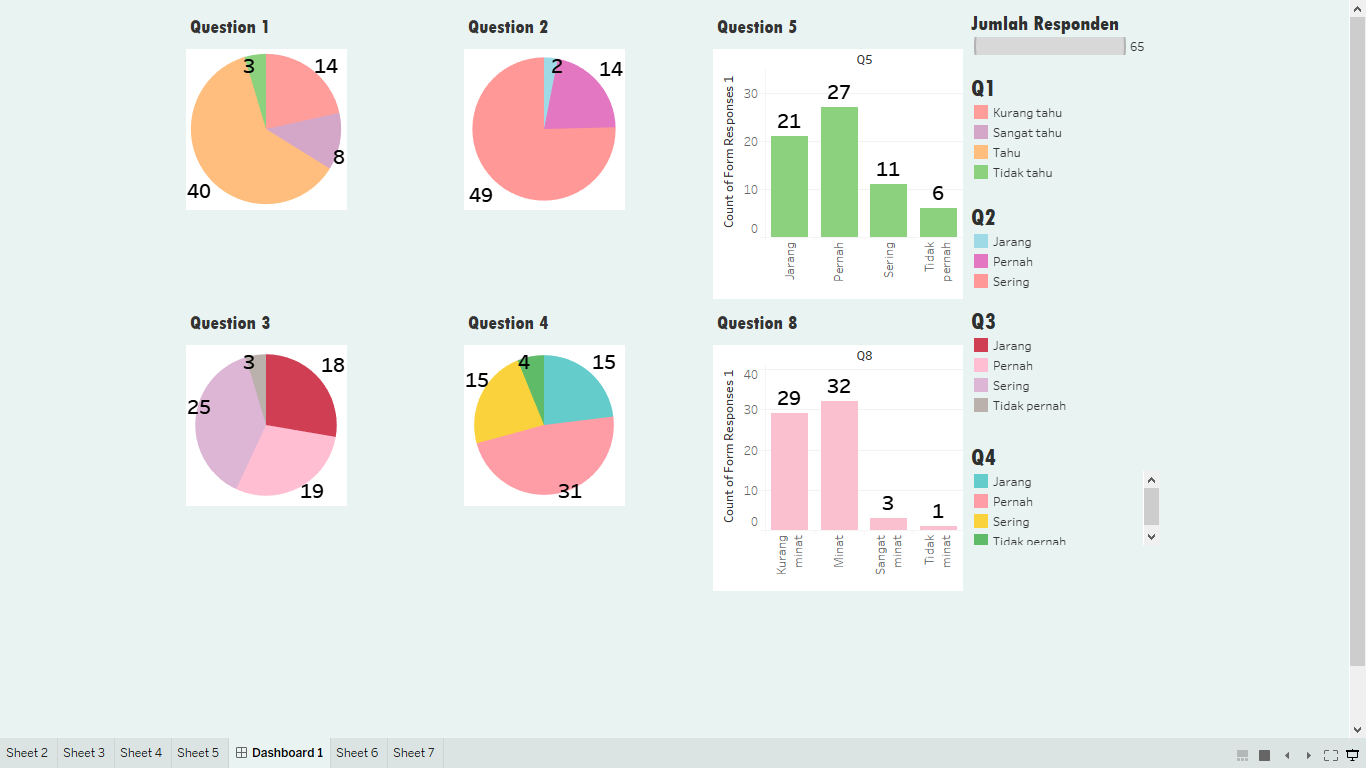 Question 1
3
14
8
40
Question 2
2
14
49
Question 5
Q5
Count of Form Responses 1
30
20
10
0
21
27
11
6
Jarang
Pernah
Sering
Tidak
pernah
Jumlah Responden
65
Q1
Kurang tahu
Sangat tahu
Tahu
Tidak tahu
Q2
Jarang
Pernah
Sering
Question 3
3
18
25
19
Question 4
4
15
15
31
Question 8
Q8
Count of Form Responses 1
40
30
20
10
0
29
32
3
1
Kurang
minat
Minat
Sangat
minat
Tidak
minat
Q3
Jarang
Pernah
Sering
Tidak pernah
Q4
Jarang
Pernah
Sering
Tidak pernah
Sheet 2
Sheet 3
Sheet 4
Sheet 5
Dashboard 1
Sheet 6
Sheet 7